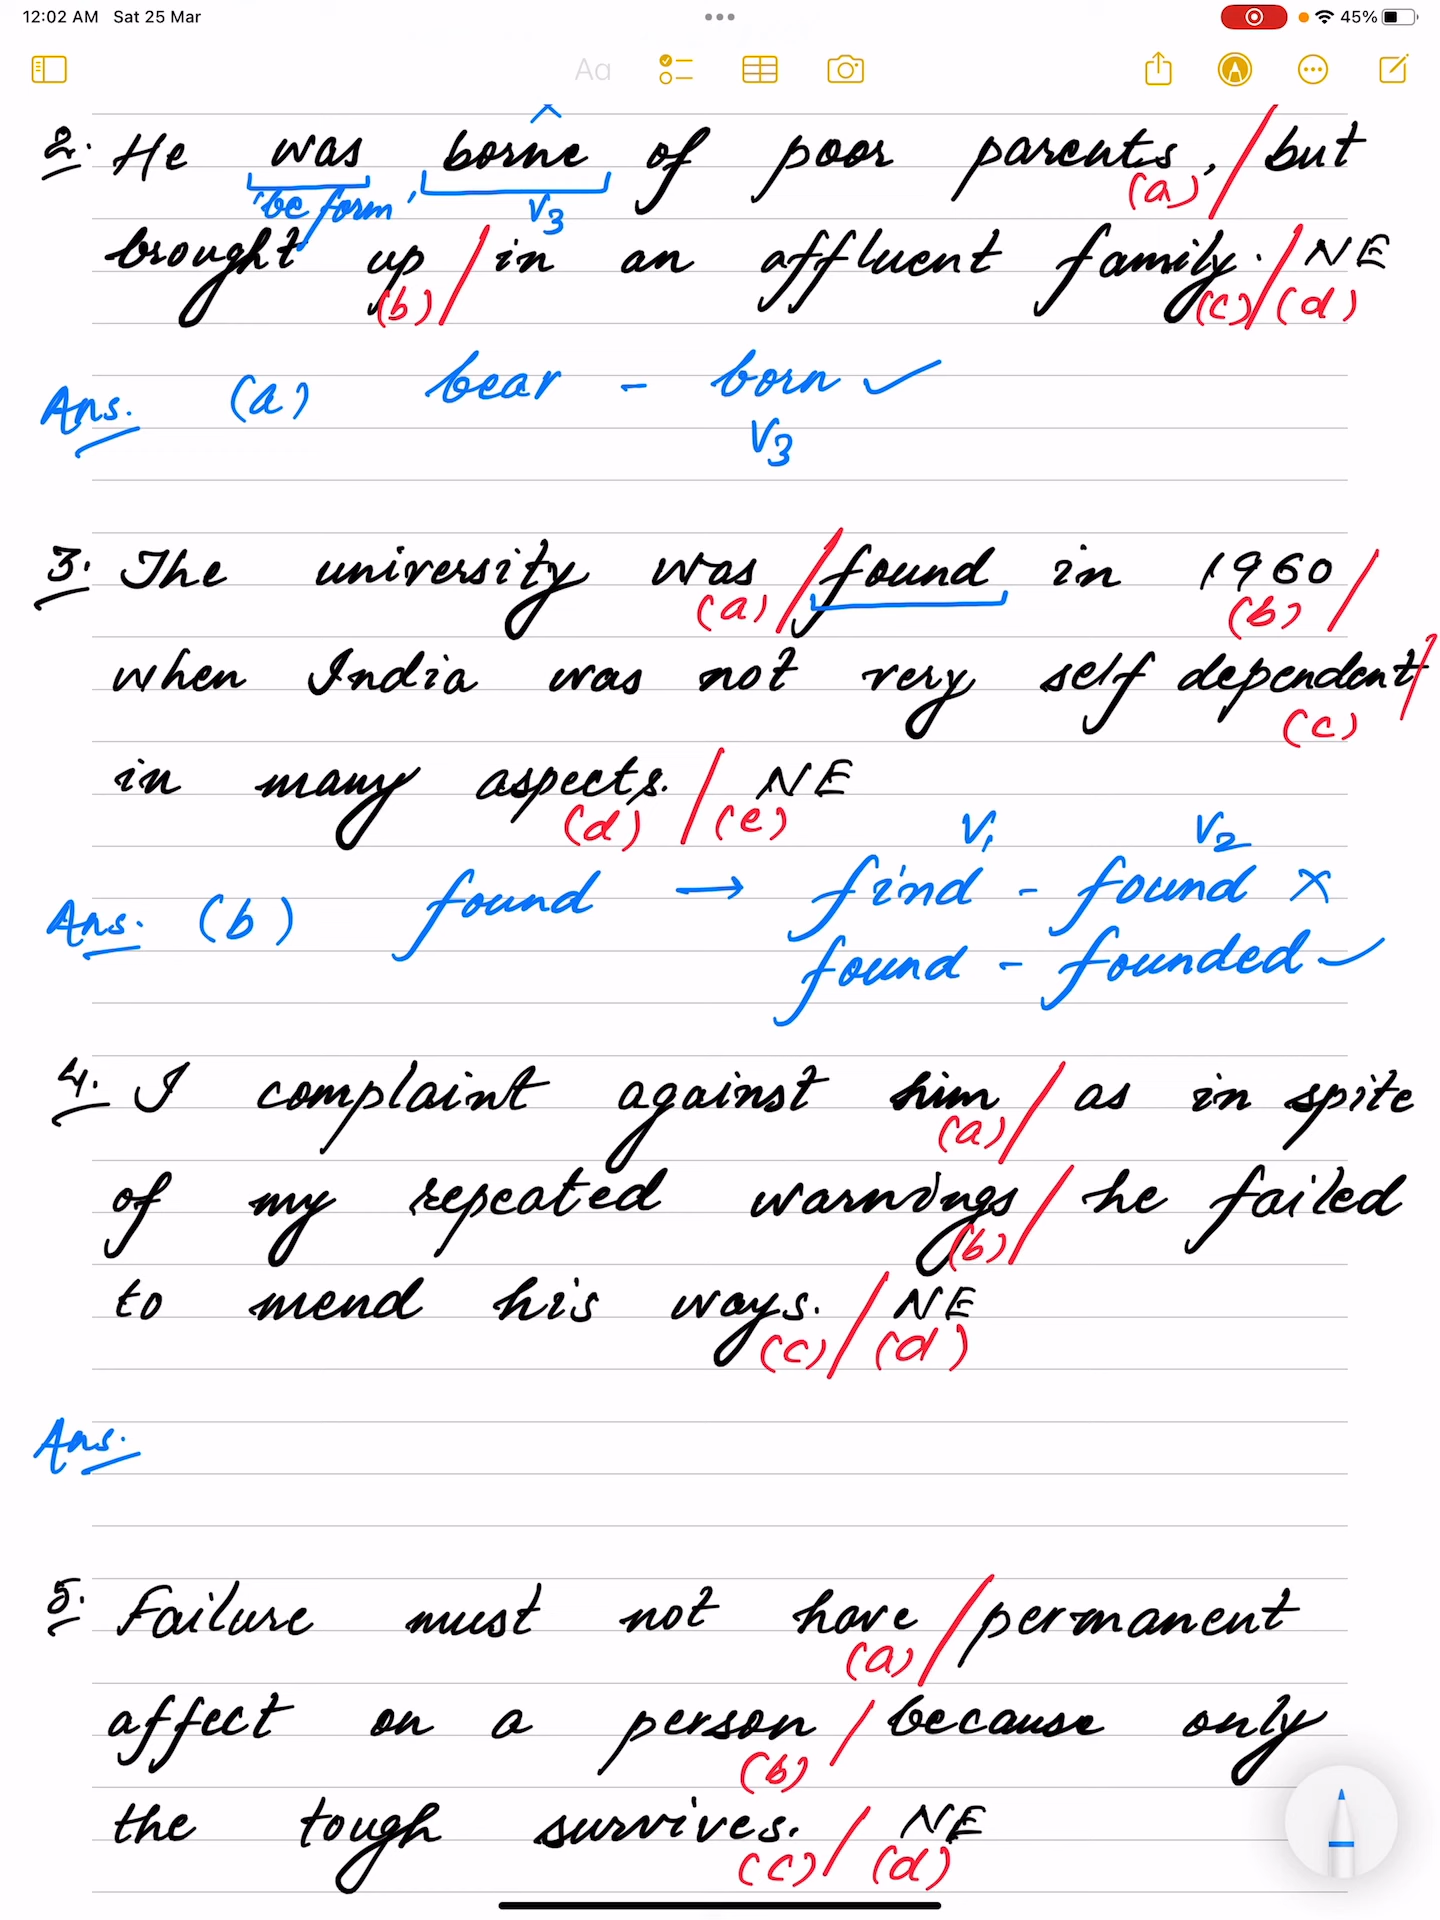 12:02 AM Sat 25 Mar
45%
Aa
2. He was borne of poor parents, / but
'be form' V3 (a)
brought up / in an affluent family. / NE
(b) (c) (d)
Ans. (a) bear - born ✓
V3
3. The university was / found in 1960 /
(a) (b)
when India was not very self dependent /
(c)
in many aspects. / NE
(d) (e)
V1 V2
Ans. (b) found → find - found ×
found - founded ✓
4. I complaint against him / as in spite
(a)
of my repeated warnings / he failed
(b)
to mend his ways. / NE
(c) (d)
Ans.
5. Failure must not have / permanent
(a)
affect on a person / because only
(b)
the tough survives. / NE
(c) (d)